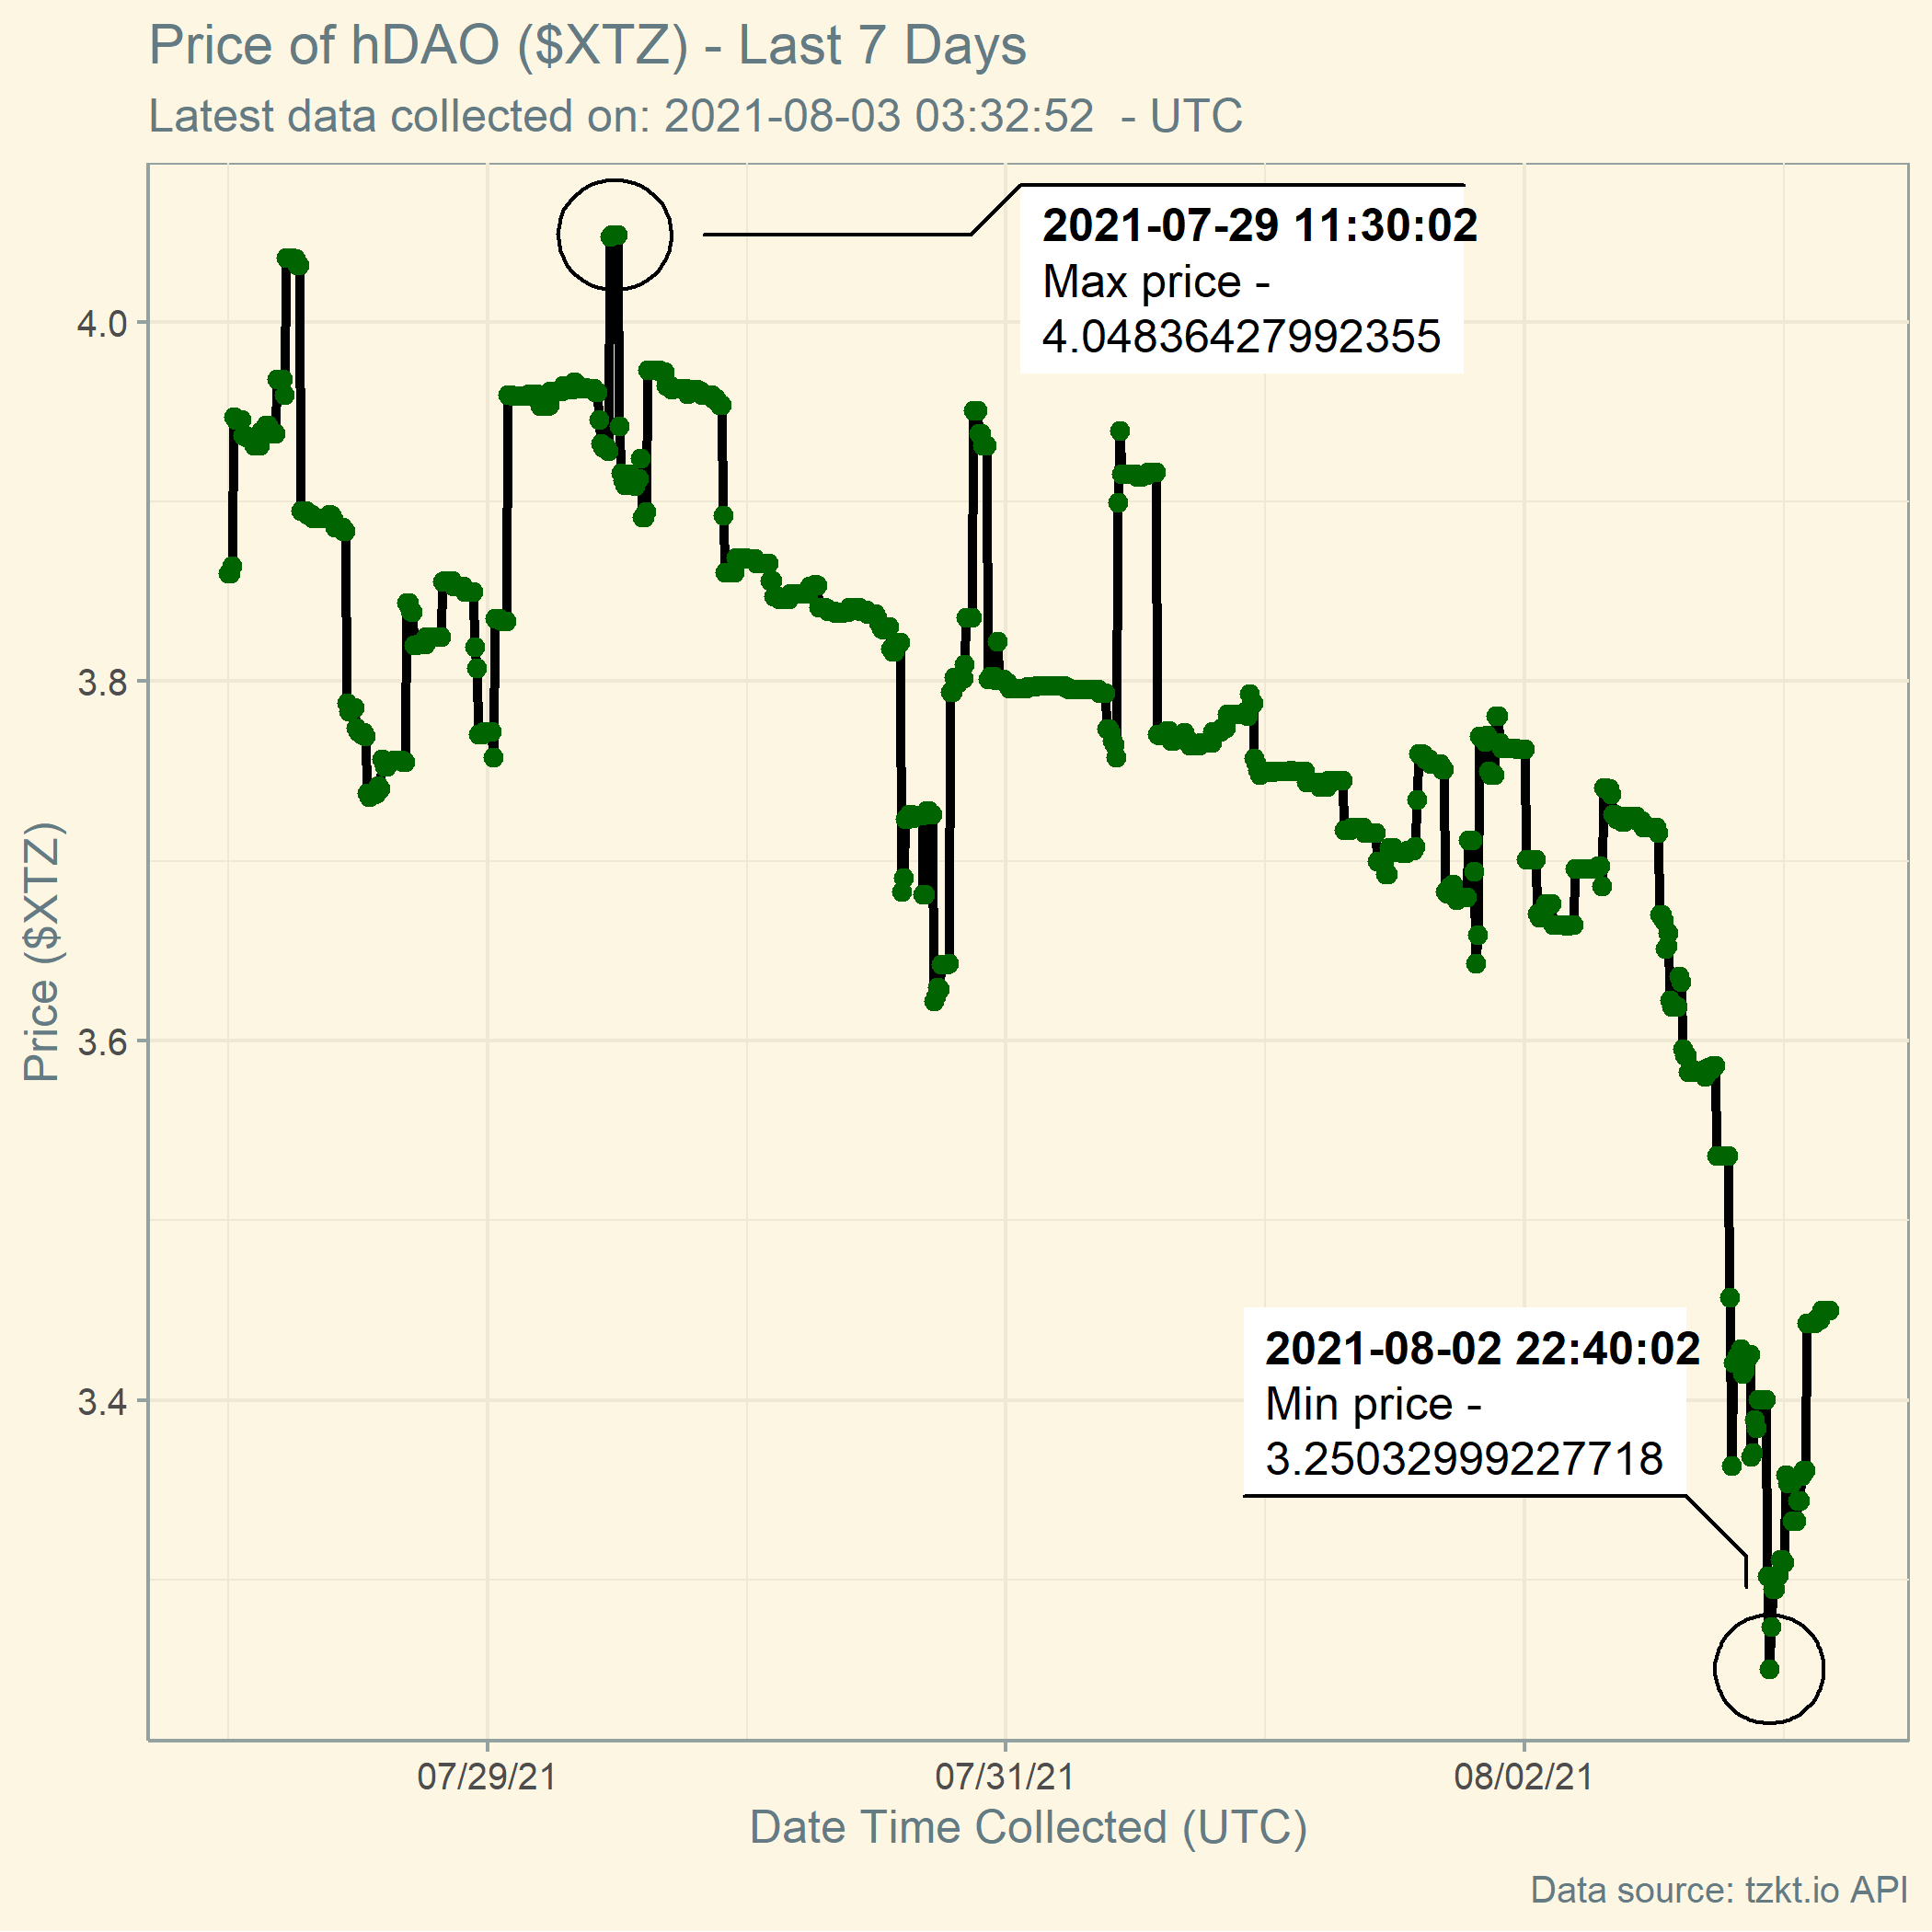 Price of hDAO ($XTZ) - Last 7 Days
Latest data collected on: 2021-08-03 03:32:52  - UTC
2021-07-29 11:30:02
Max price -
4.04836427992355
4.0
3.8
3.6
3.4
Price ($XTZ)
2021-08-02 22:40:02
Min price -
3.25032999227718
07/29/21
07/31/21
08/02/21
Date Time Collected (UTC)
Data source: tzkt.io API